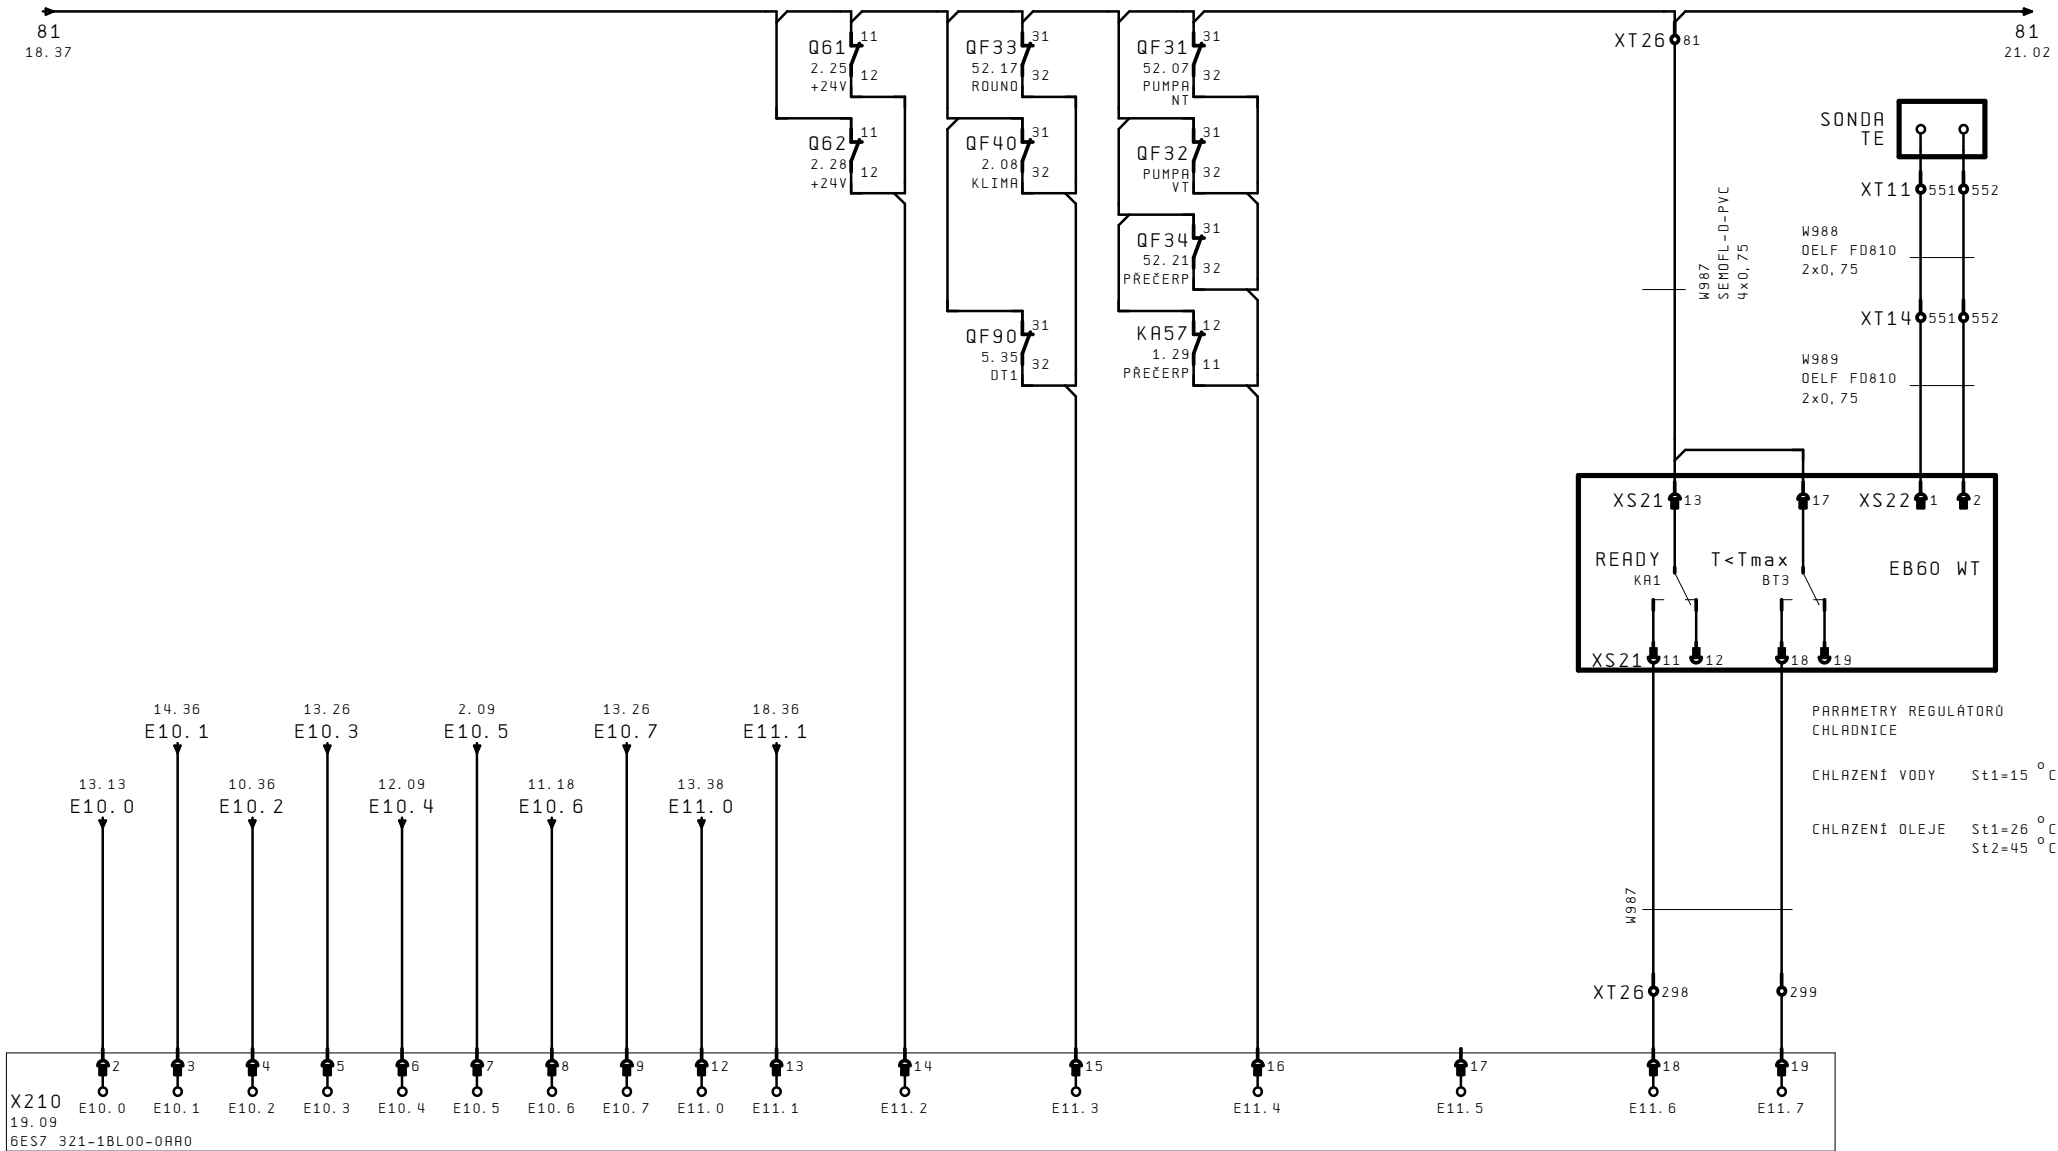 81
18.37
81
21.02
Q61
2.25
+24V
11
12
Q62
2.28
+24V
11
12
QF33
52.17
ROUNO
31
32
QF40
2.08
KLIMA
31
32
QF90
5.35
DT1
31
32
QF31
52.07
PUMPA
NT
31
32
QF32
PUMPA
VT
31
32
QF34
52.21
PŘEČERP
31
32
KA57
1.29
PŘEČERP
12
11
XT26 81
W987
SEMOFL-D-PVC
4x0,75
SONDA
TE
XT11 551 552
W988
OELF FD810
2x0,75
XT14 551 552
W989
OELF FD810
2x0,75
XS21 13 17 XS22 1 2
READY
KA1
T<Tmax
BT3
EB60 WT
XS21 11 12 18 19
PARAMETRY REGULÁTORŮ
CHLADNICE
CHLAZENÍ VODY St1=15 °C
CHLAZENÍ OLEJE St1=26 °C
St2=45 °C
W987
XT26 298 299
14.36
E10.1
13.26
E10.3
2.09
E10.5
13.26
E10.7
18.36
E11.1
13.13
E10.0
10.36
E10.2
12.09
E10.4
11.18
E10.6
13.38
E11.0
2 3 4 5 6 7 8 9 12 13 14 15 16 17 18 19
X210 E10.0 E10.1 E10.2 E10.3 E10.4 E10.5 E10.6 E10.7 E11.0 E11.1 E11.2 E11.3 E11.4 E11.5 E11.6 E11.7
19.09
6ES7 321-1BL00-0AA0